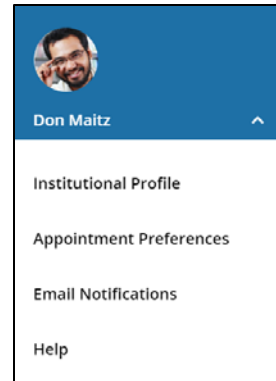 Don Maitz
Institutional Profile
Appointment Preferences
Email Notifications
Help